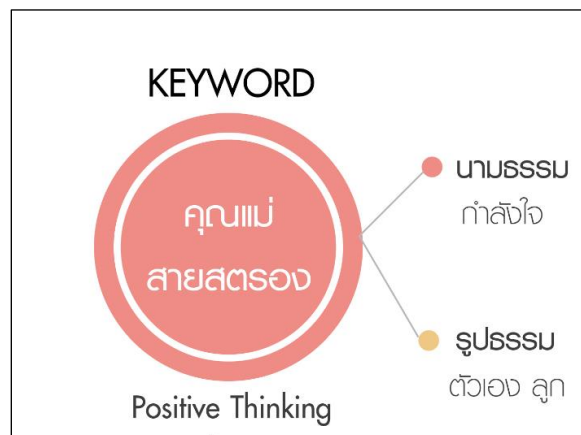 KEYWORD
คุณแม่
สายสตรอง
Positive Thinking
นามธรรม
กำลังใจ
รูปธรรม
ตัวเอง ลูก